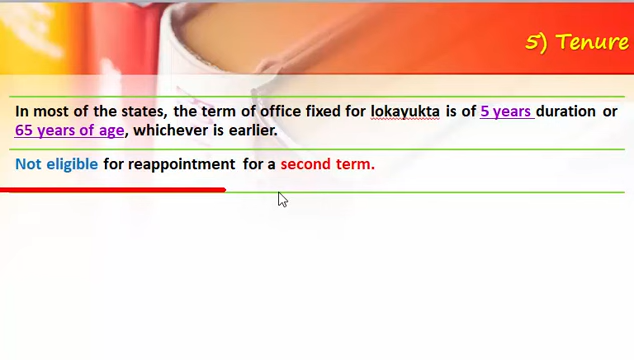 5) Tenure
In most of the states, the term of office fixed for lokayukta is of 5 years duration or
65 years of age, whichever is earlier.
Not eligible for reappointment for a second term.